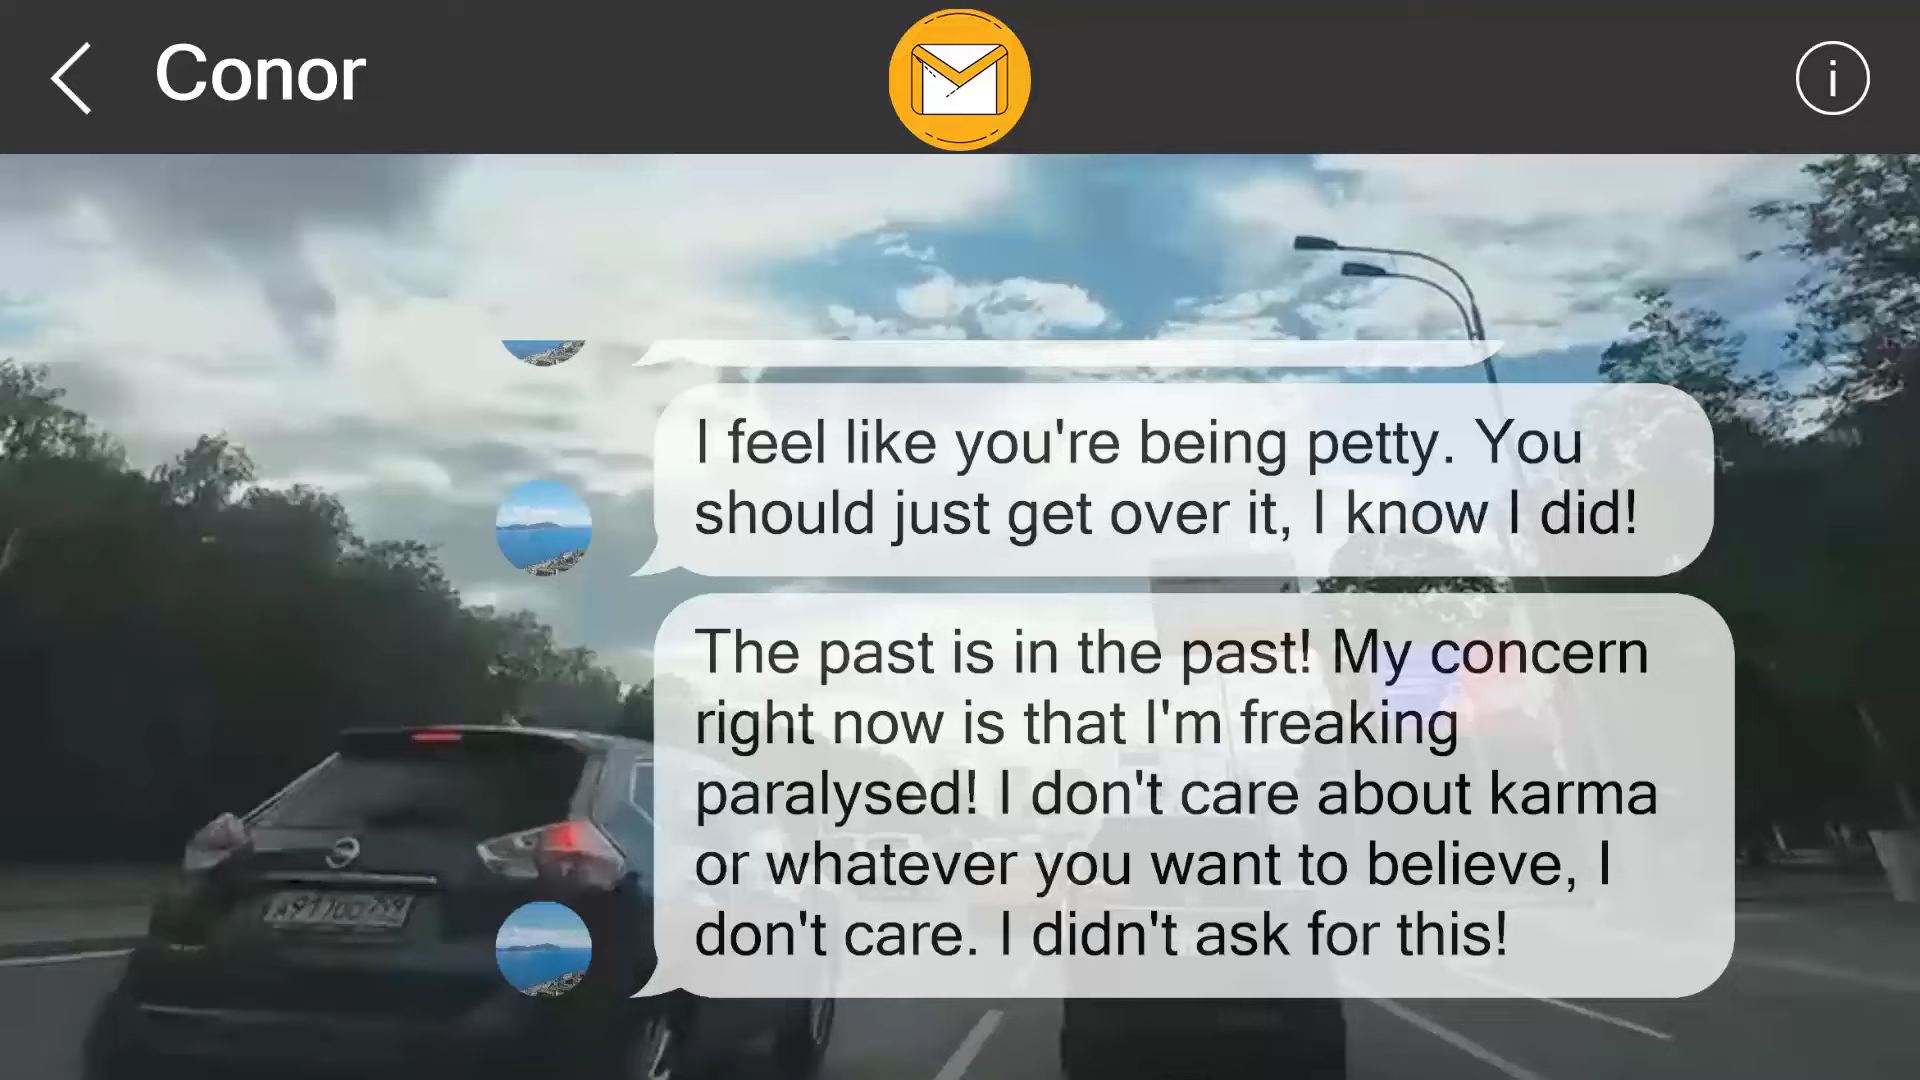 Conor
i
I feel like you're being petty. You
should just get over it, I know I did!
The past is in the past! My concern
right now is that I'm freaking
paralysed! I don't care about karma
or whatever you want to believe, I
don't care. I didn't ask for this!